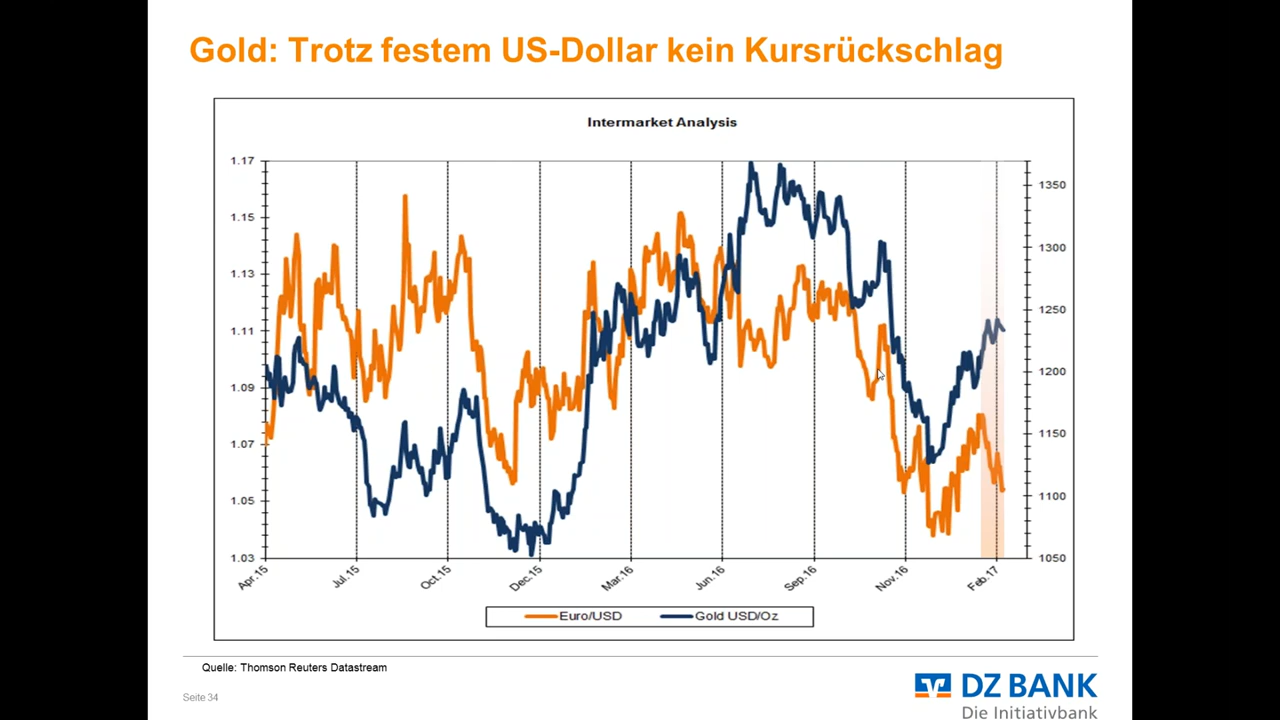 Gold: Trotz festem US-Dollar kein Kursrückschlag
Intermarket Analysis
1.17
1.15
1.13
1.11
1.09
1.07
1.05
1.03
1350
1300
1250
1200
1150
1100
1050
Apr.15 Jul.15 Oct.15 Dec.15 Mar.16 Jun.16 Sep.16 Nov.16 Feb.17
Euro/USD Gold USD/Oz
Quelle: Thomson Reuters Datastream
Seite 34
DZ BANK
Die Initiativbank